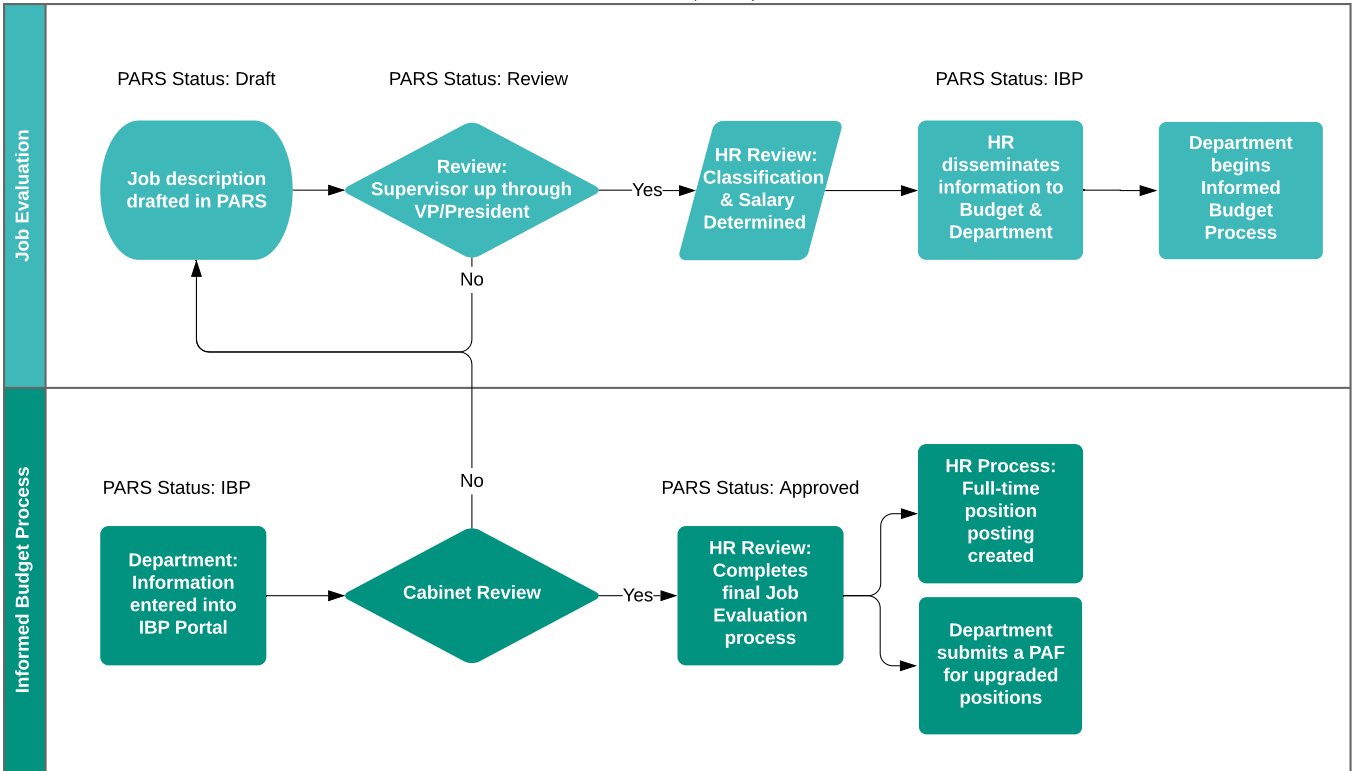 Job Evaluation
PARS Status: Draft
PARS Status: Review
PARS Status: IBP
Job description
drafted in PARS
Review:
Supervisor up through
VP/President
Yes
No
HR Review:
Classification
& Salary
Determined
HR
disseminates
information to
Budget &
Department
Department
begins
Informed
Budget
Process
Informed Budget Process
PARS Status: IBP
No
PARS Status: Approved
Department:
Information
entered into
IBP Portal
Cabinet Review
Yes
HR Review:
Completes
final Job
Evaluation
process
HR Process:
Full-time
position
posting
created
Department
submits a PAF
for upgraded
positions